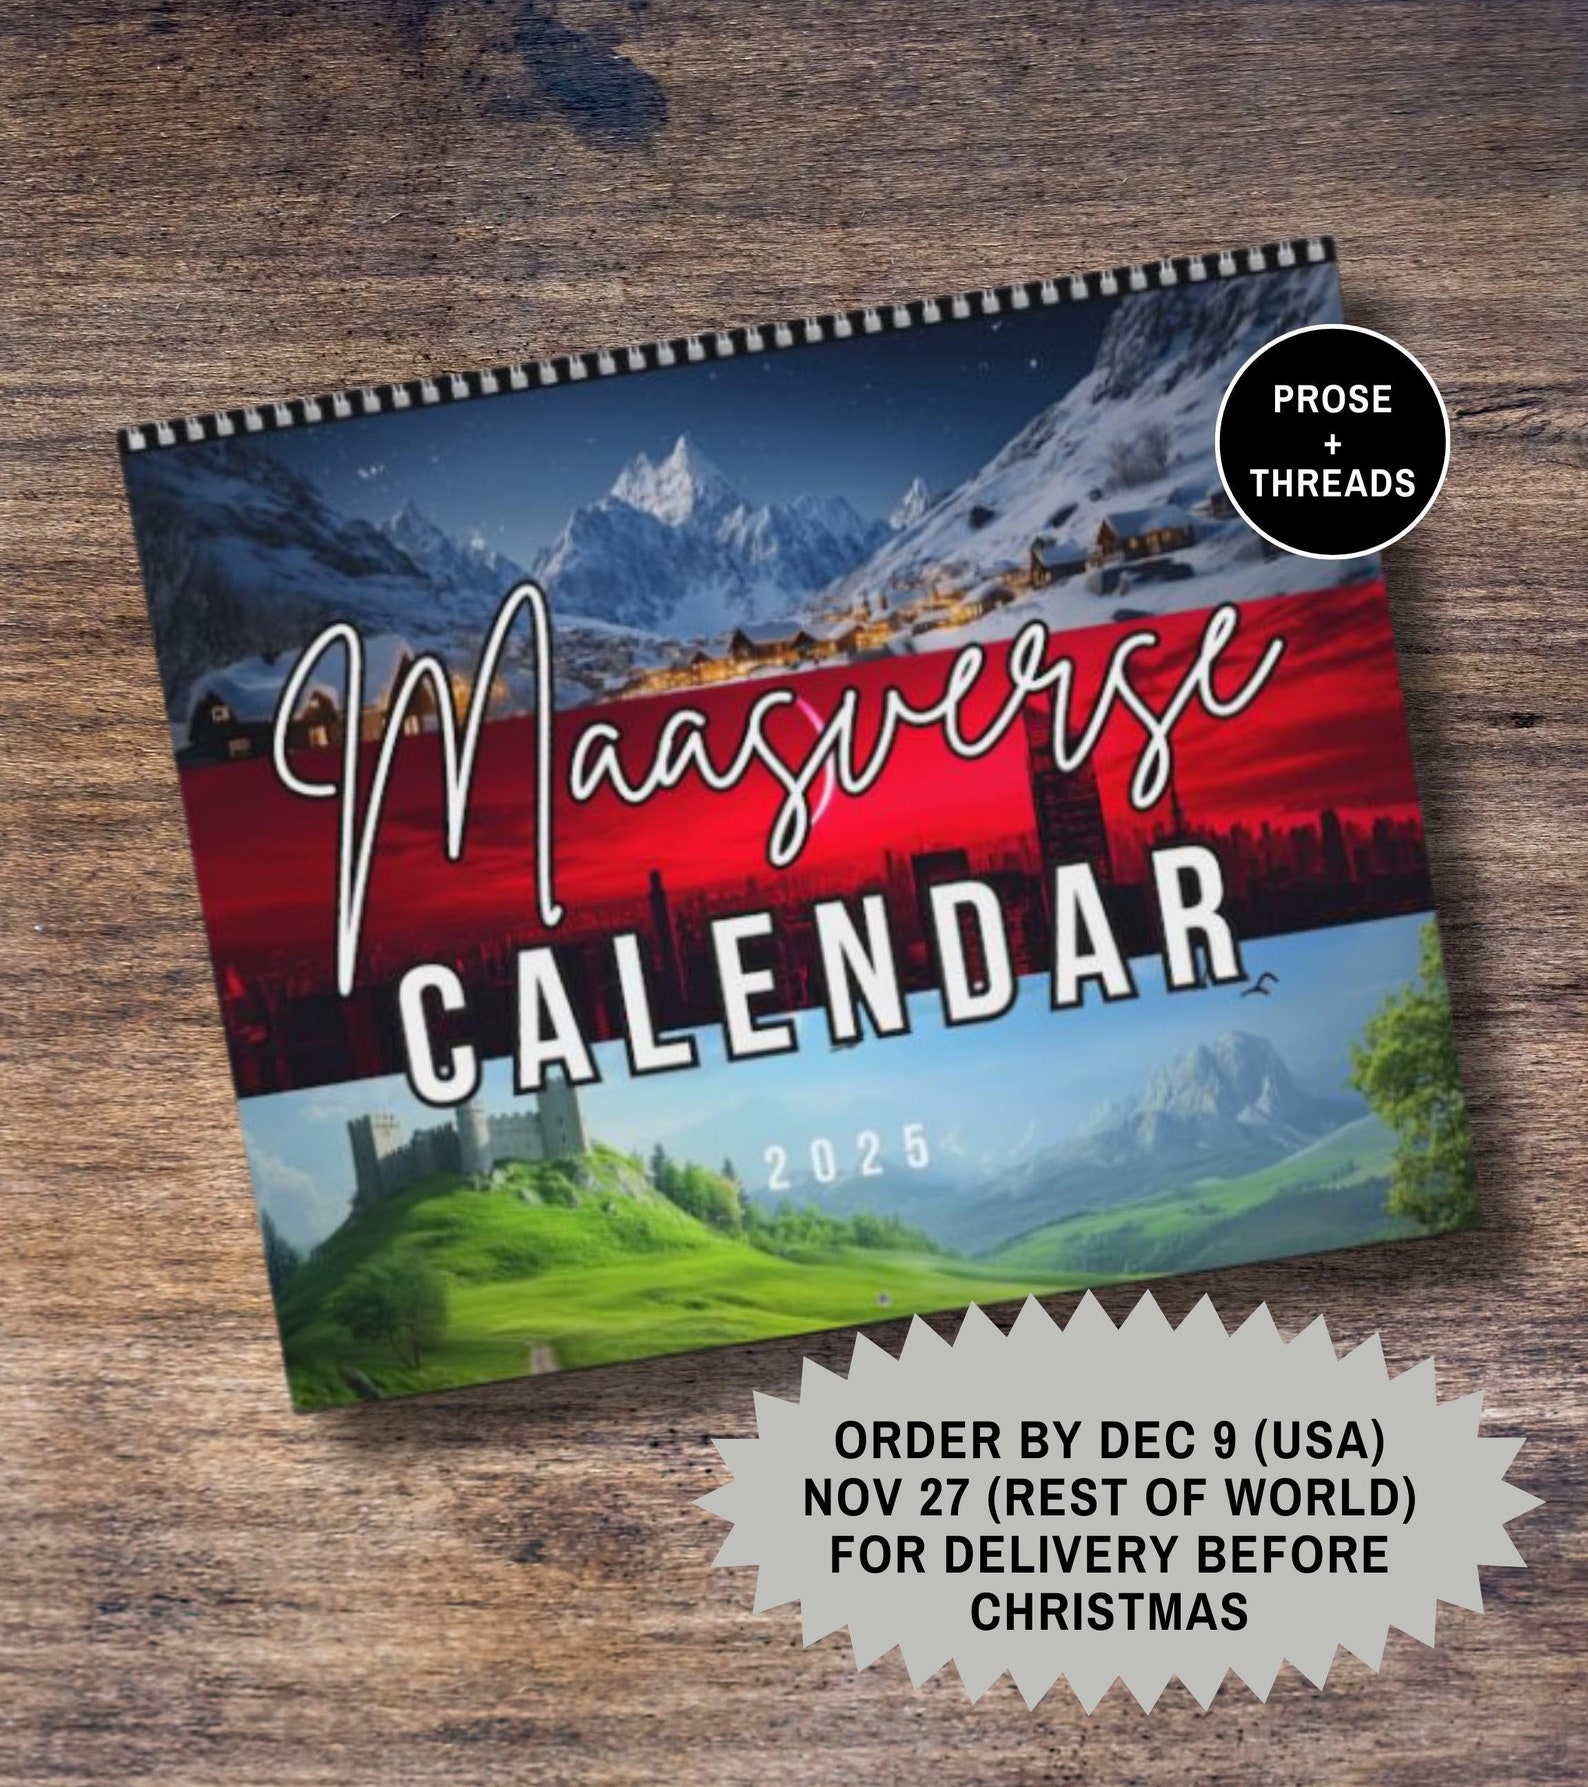 PROSE
+
THREADS
Maasverse
CALENDAR
2025
ORDER BY DEC 9 (USA)
NOV 27 (REST OF WORLD)
FOR DELIVERY BEFORE
CHRISTMAS